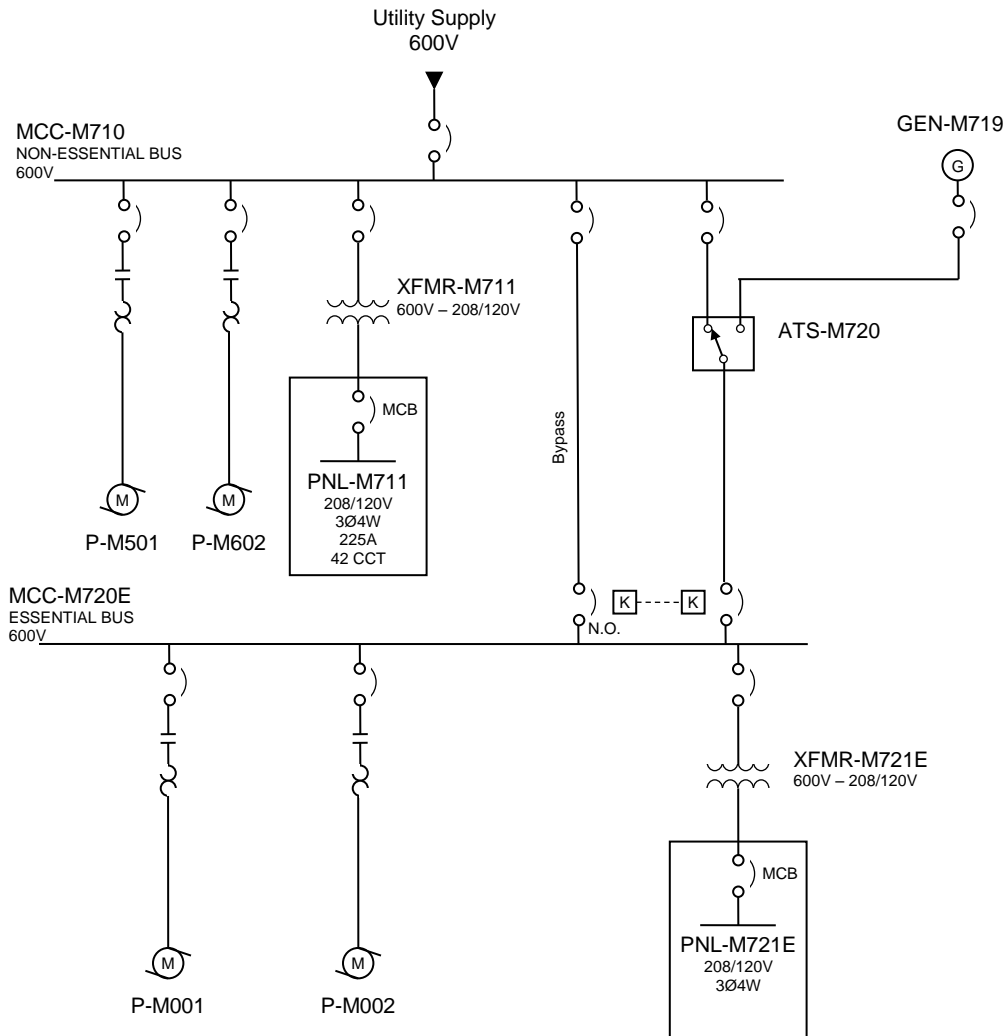 Utility Supply
600V
MCC-M710
NON-ESSENTIAL BUS
600V
GEN-M719
G
XFMR-M711
600V – 208/120V
ATS-M720
MCB
Bypass
PNL-M711
208/120V
3Ø4W
225A
42 CCT
M
M
P-M501
P-M602
MCC-M720E
ESSENTIAL BUS
600V
K
K
N.O.
XFMR-M721E
600V – 208/120V
MCB
PNL-M721E
208/120V
3Ø4W
M
M
P-M001
P-M002